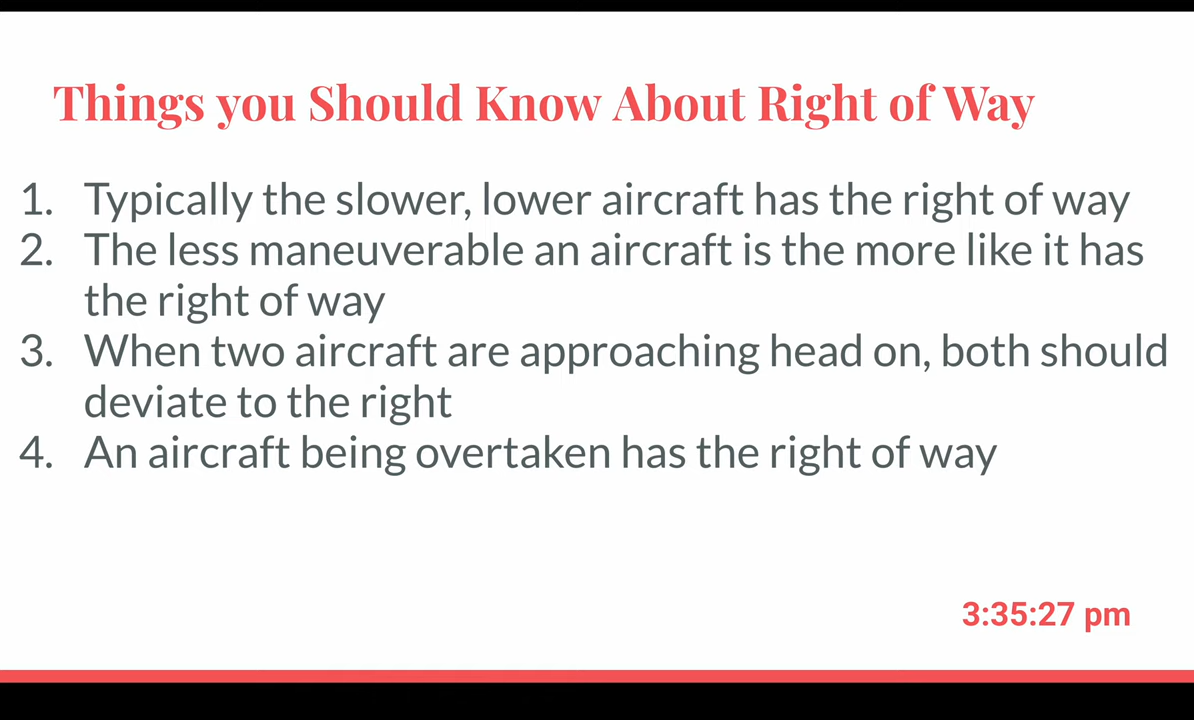 Things you Should Know About Right of Way
1. Typically the slower, lower aircraft has the right of way
2. The less maneuverable an aircraft is the more like it has
the right of way
3. When two aircraft are approaching head on, both should
deviate to the right
4. An aircraft being overtaken has the right of way
3:35:27 pm